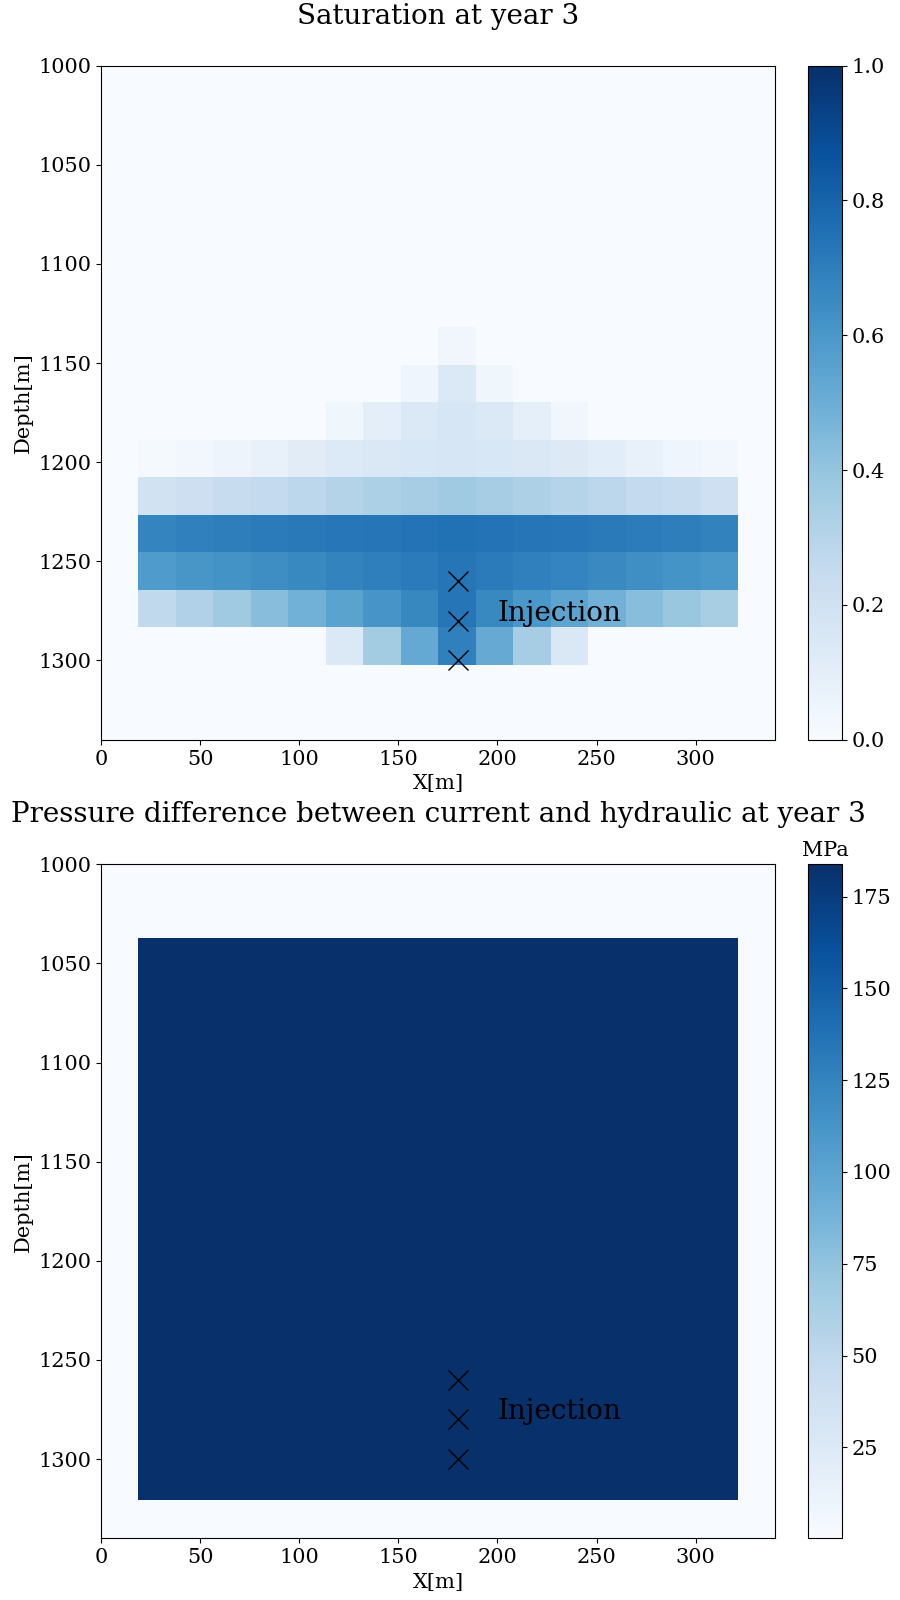 Saturation at year 3
1000
1050
1100
1150
1200
1250
1300
Depth[m]
Injection
0 50 100 150 200 250 300
X[m]
1.0
0.8
0.6
0.4
0.2
0.0
Pressure difference between current and hydraulic at year 3
MPa
1000
1050
1100
1150
1200
1250
1300
Depth[m]
Injection
0 50 100 150 200 250 300
X[m]
175
150
125
100
75
50
25